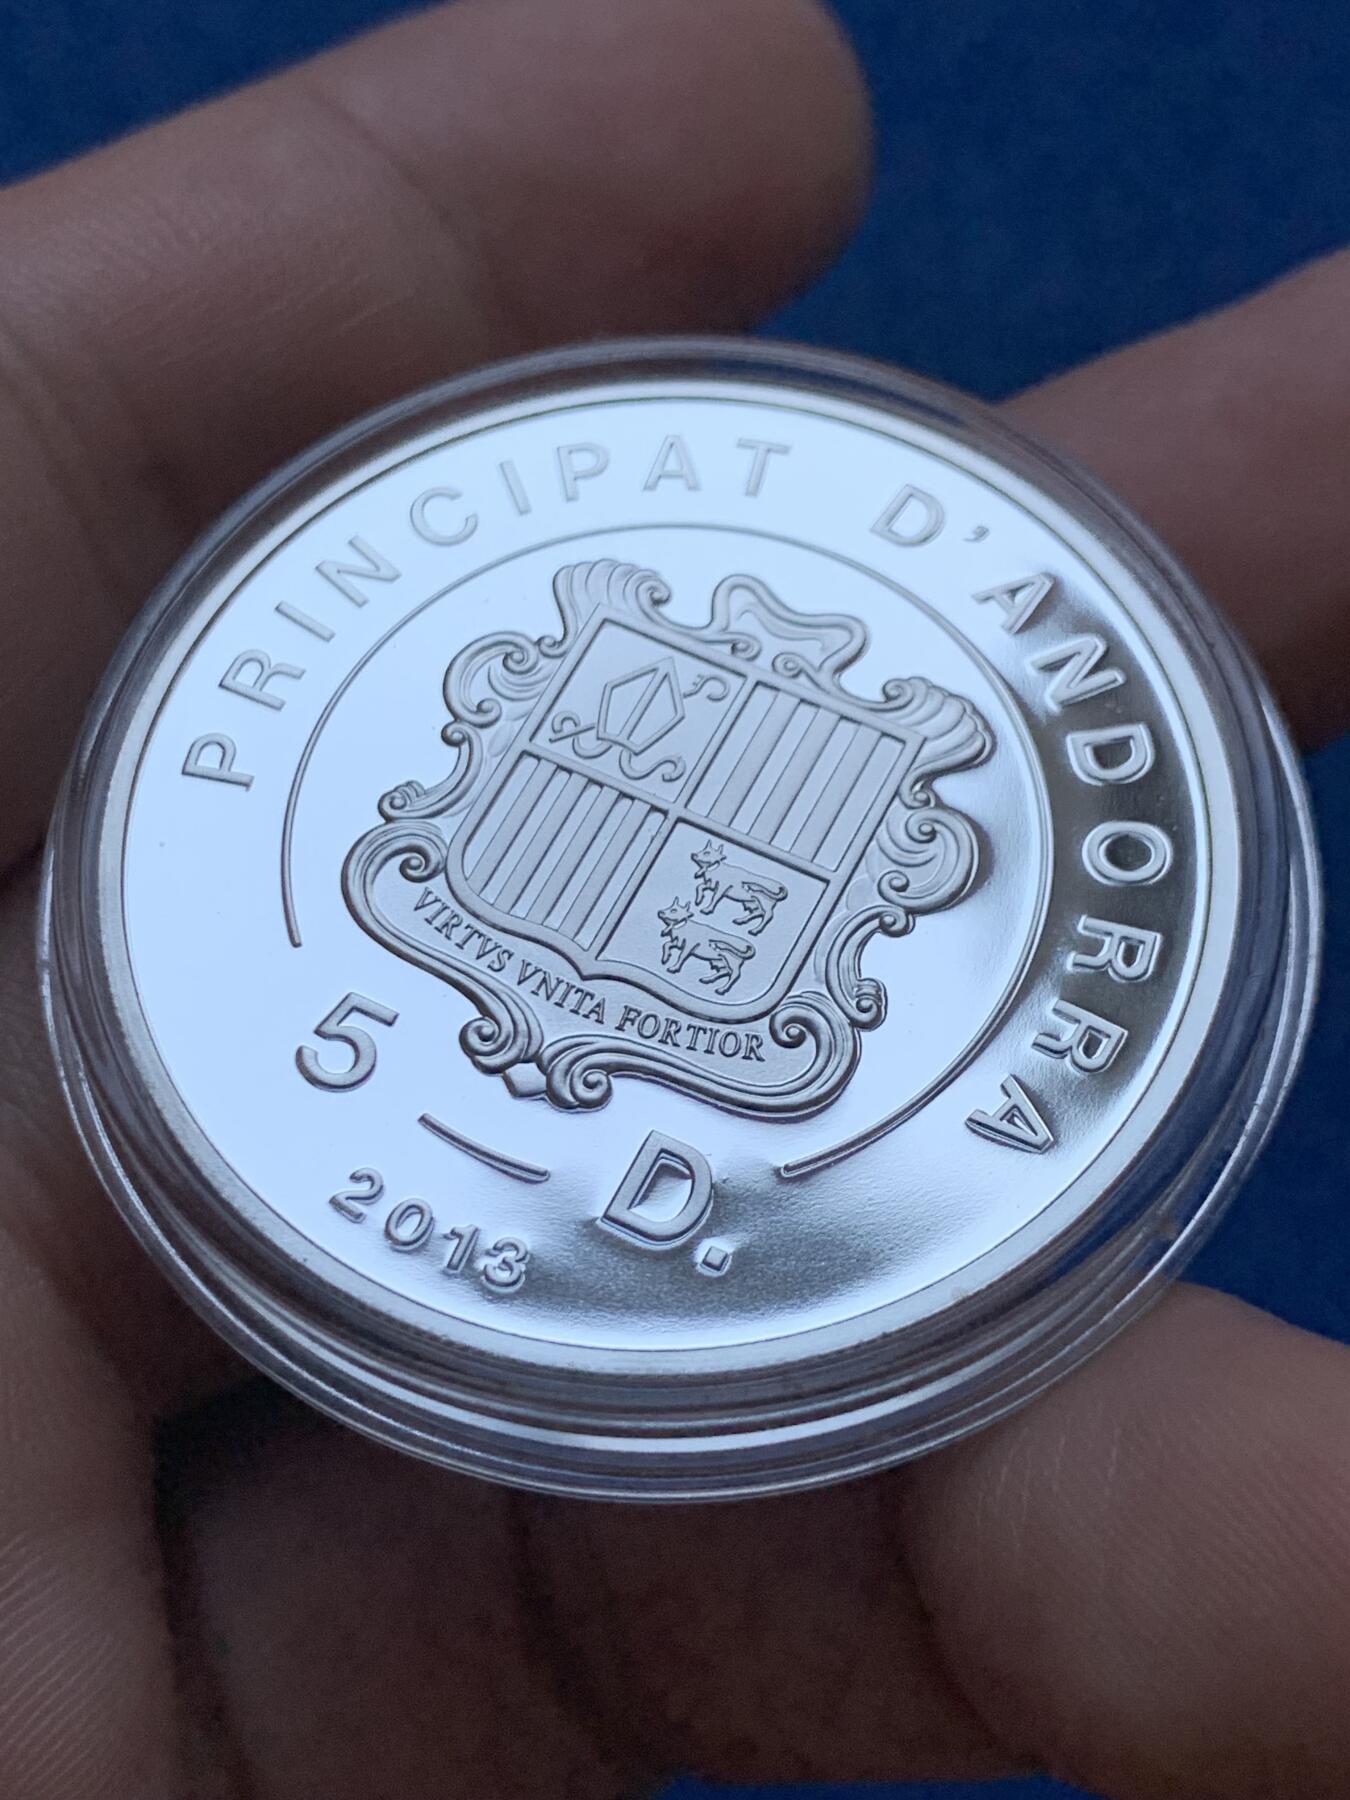 PRINCIPAT D'ANDORRA
VIRTVS VNITA FORTIOR
5 D.
2013